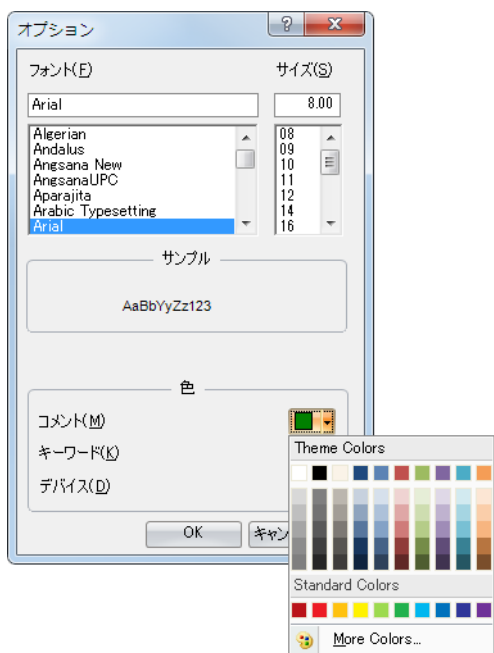 オプション
フォント(F)
サイズ(S)
Arial
8.00
Algerian
Andalus
Angsana New
AngsanaUPC
Aparajita
Arabic Typesetting
Arial
08
09
10
11
12
14
16
サンプル
AaBbYyZz123
色
コメント(M)
キーワード(K)
デバイス(D)
OK
キャン
Theme Colors
Standard Colors
More Colors...